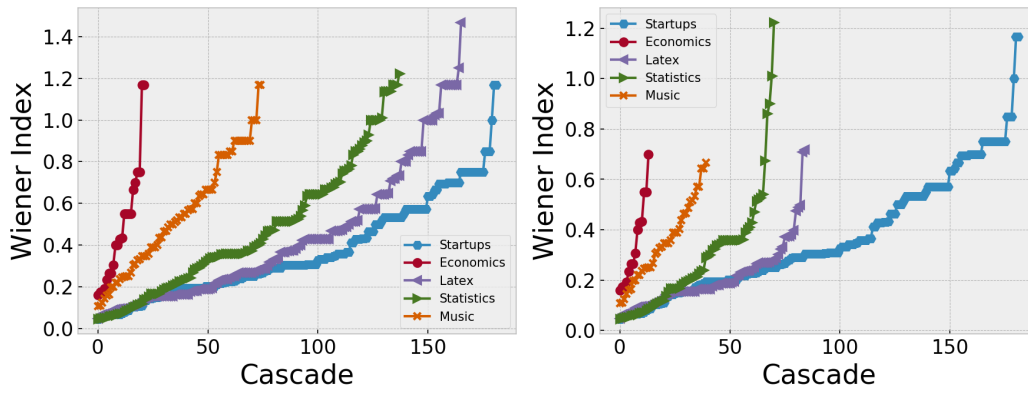 Wiener Index
1.4
1.2
1.0
0.8
0.6
0.4
0.2
0.0
Startups
Economics
Latex
Statistics
Music
0
50
100
150
Cascade
Wiener Index
1.2
1.0
0.8
0.6
0.4
0.2
0.0
Startups
Economics
Latex
Statistics
Music
0
50
100
150
Cascade